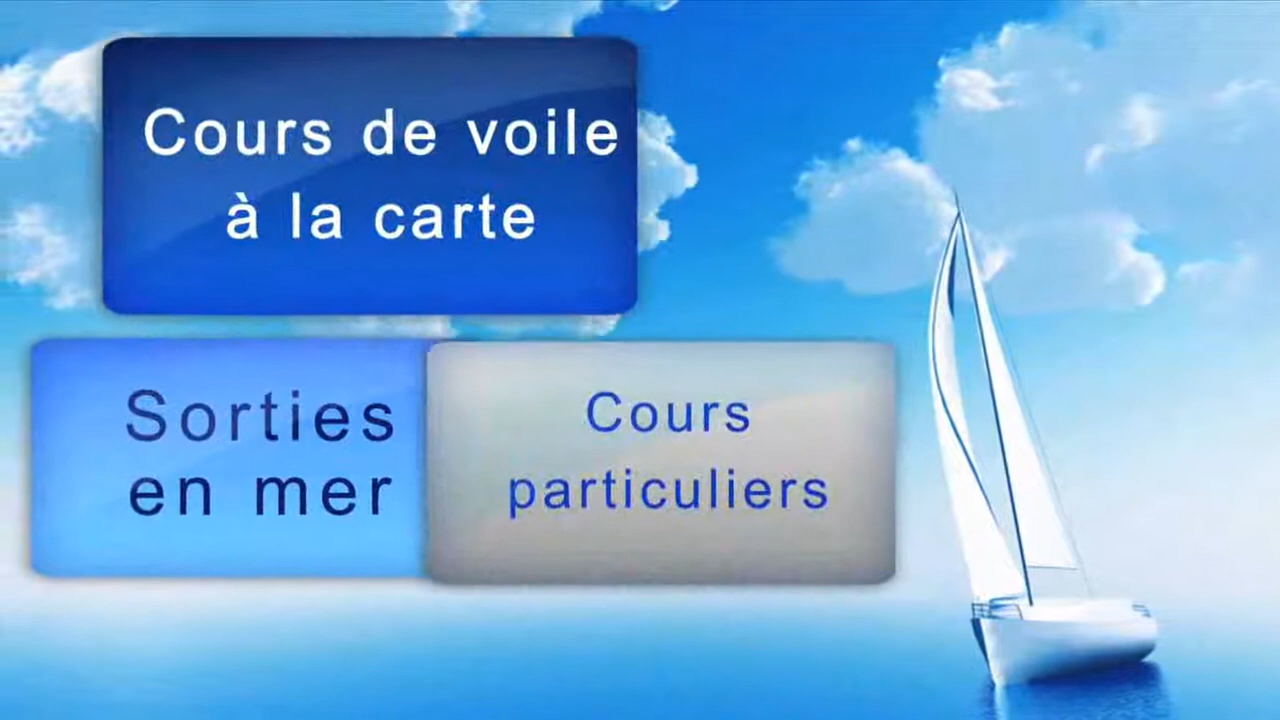 Cours de voile
à la carte
Sorties
en mer
Cours
particuliers